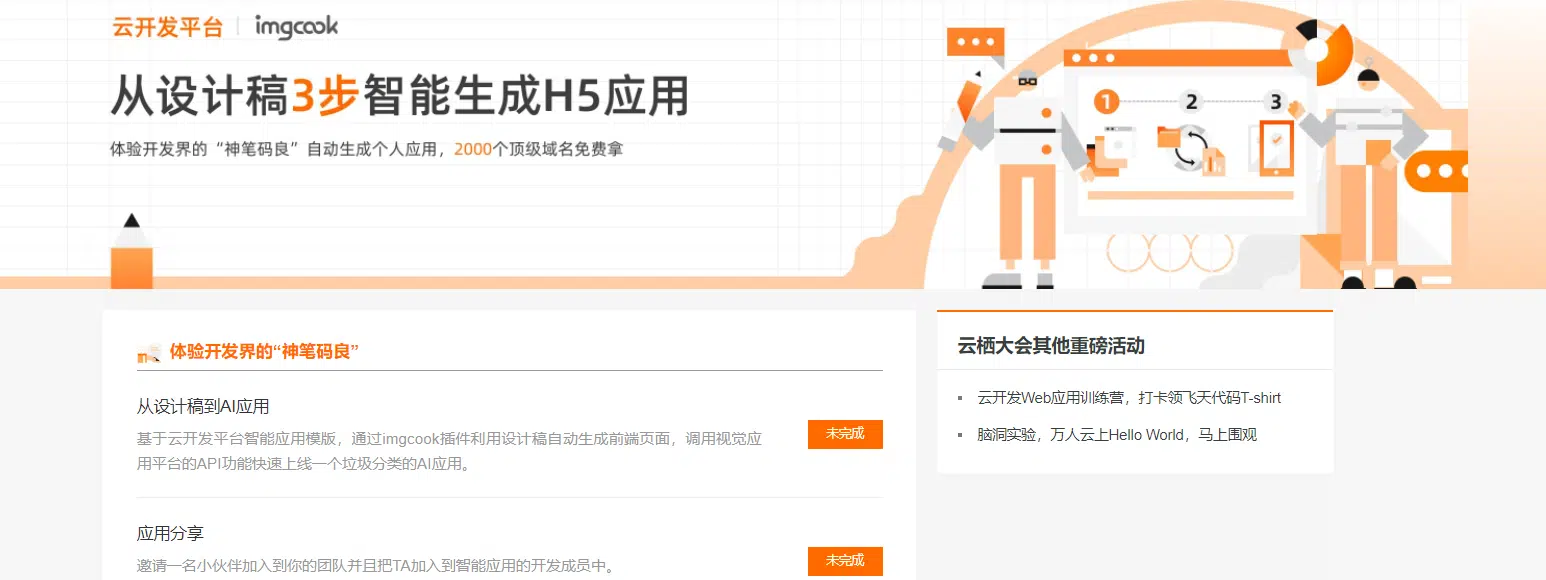 云开发平台 | imgcook
从设计稿3步智能生成H5应用
体验开发界的“神笔码良”自动生成个人应用，2000个顶级域名免费拿
1 2 3
体验开发界的“神笔码良”
从设计稿到AI应用
基于云开发平台智能应用模版，通过imgcook插件利用设计稿自动生成前端页面，调用视觉应
用平台的API功能快速上线一个垃圾分类的AI应用。
未完成
应用分享
邀请一名小伙伴加入到你的团队并且把TA加入到智能应用的开发成员中。
未完成
云栖大会其他重磅活动
云开发Web应用训练营，打卡领飞天代码T-shirt
脑洞实验，万人云上Hello World，马上围观